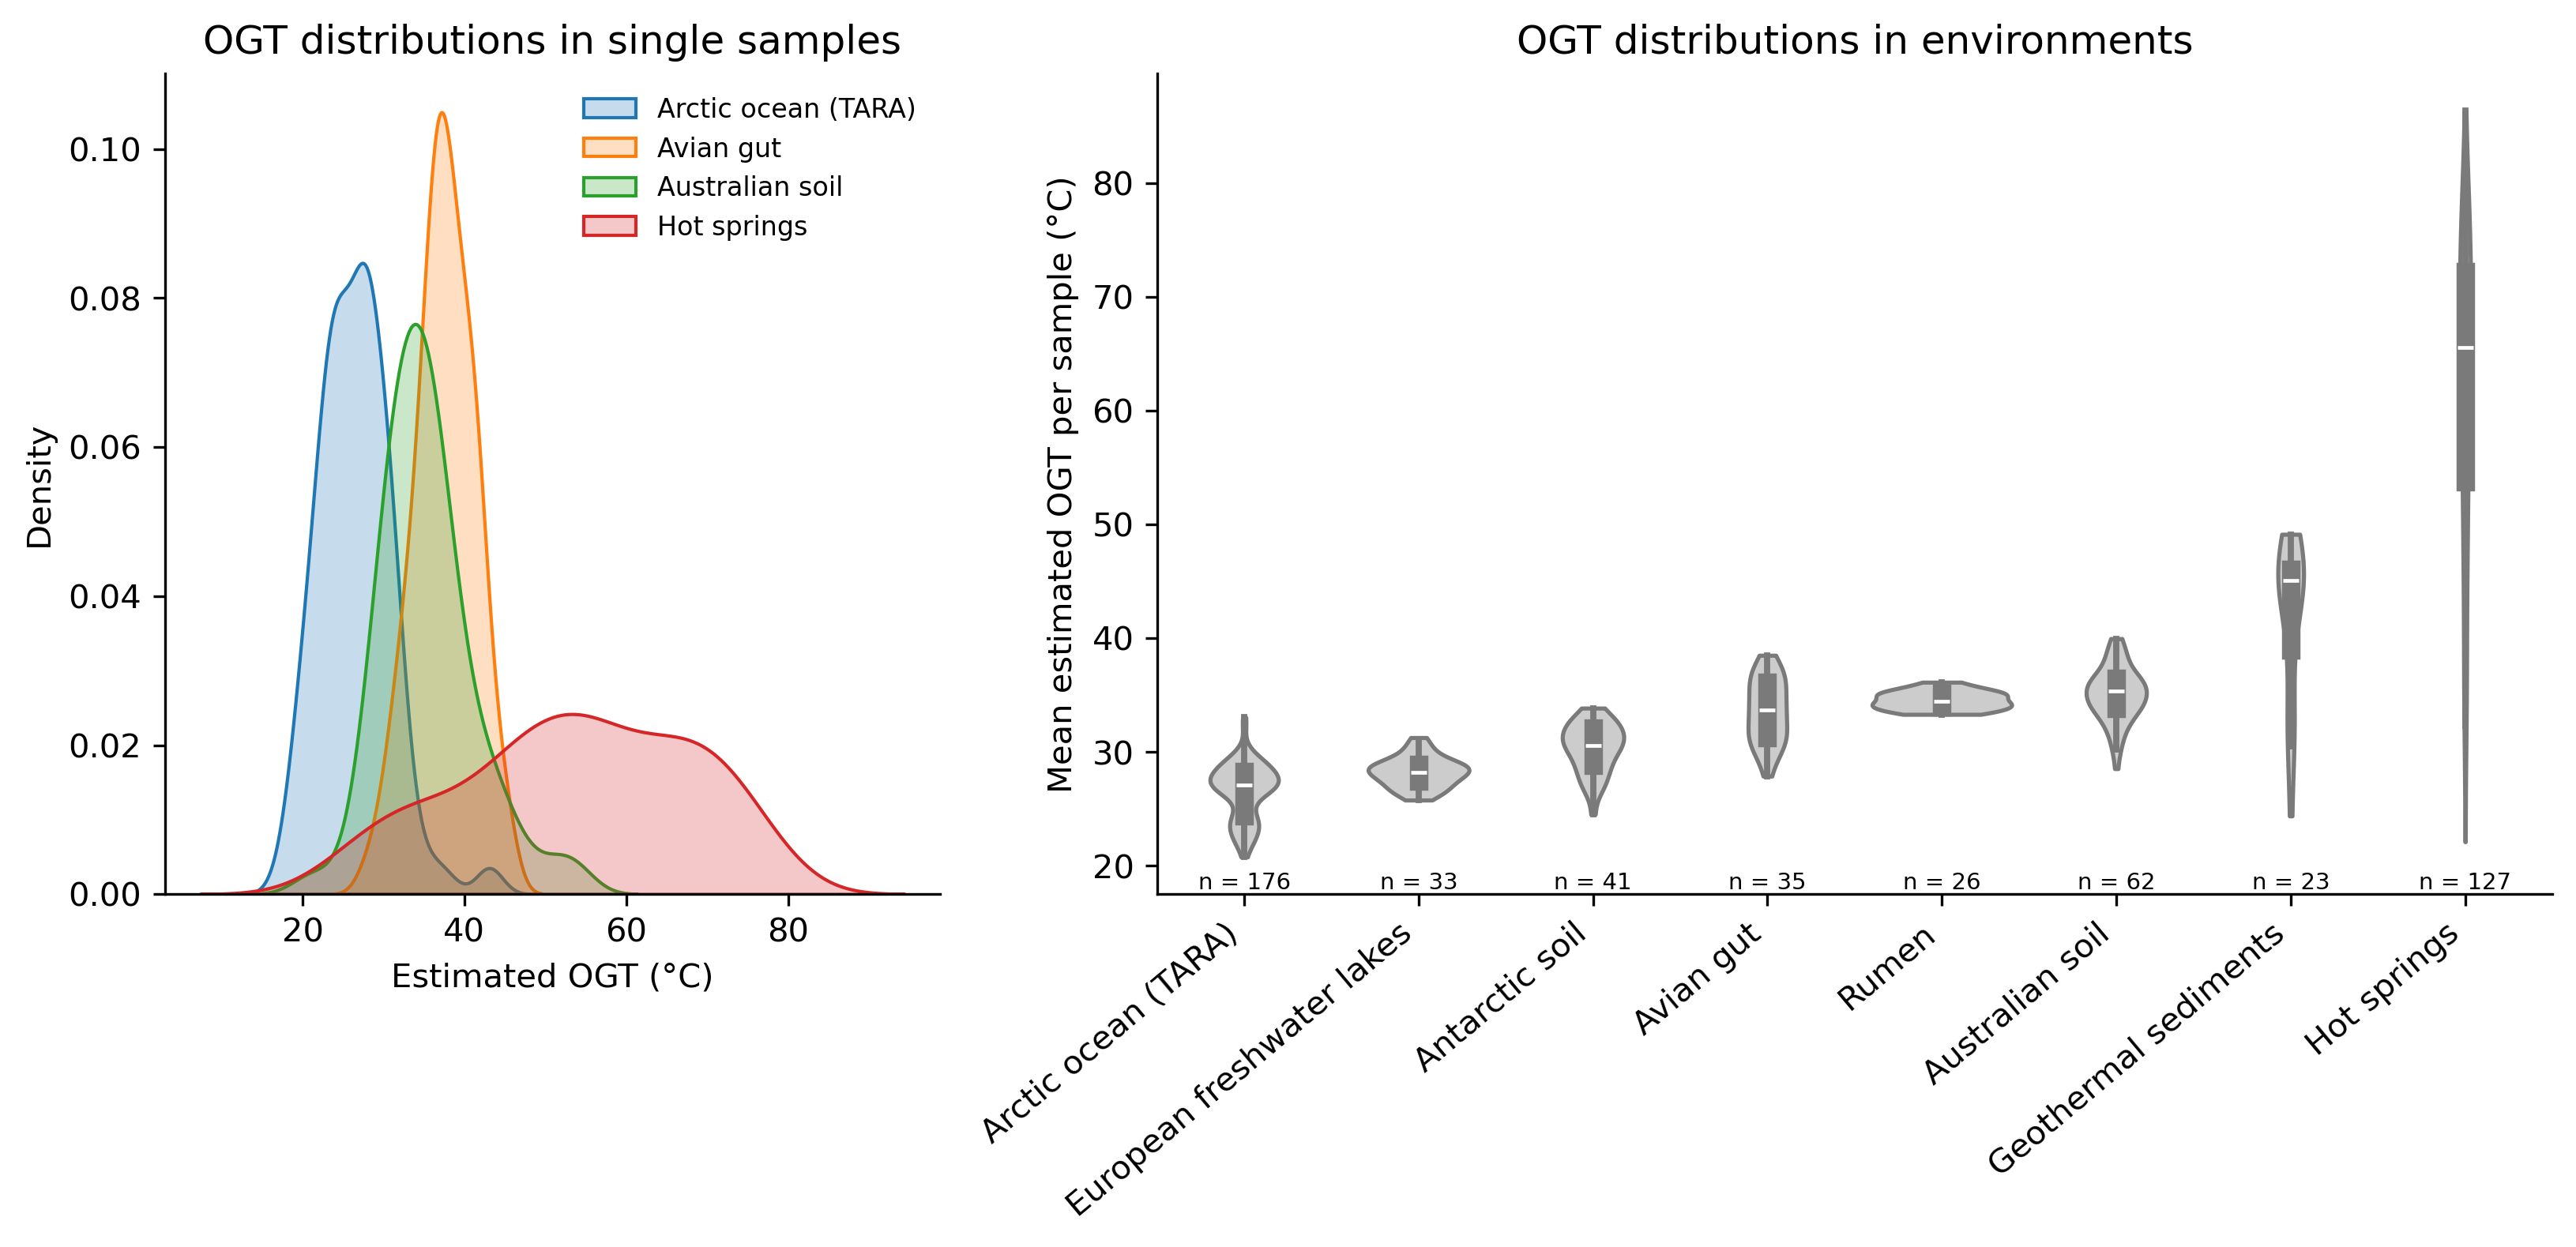 OGT distributions in single samples
Arctic ocean (TARA)
Avian gut
Australian soil
Hot springs
Density
0.10
0.08
0.06
0.04
0.02
0.00
20
40
60
80
Estimated OGT (°C)
OGT distributions in environments
Mean estimated OGT per sample (°C)
80
70
60
50
40
30
20
n = 176
n = 33
n = 41
n = 35
n = 26
n = 62
n = 23
n = 127
Arctic ocean (TARA)
European freshwater lakes
Antarctic soil
Avian gut
Rumen
Australian soil
Geothermal sediments
Hot springs